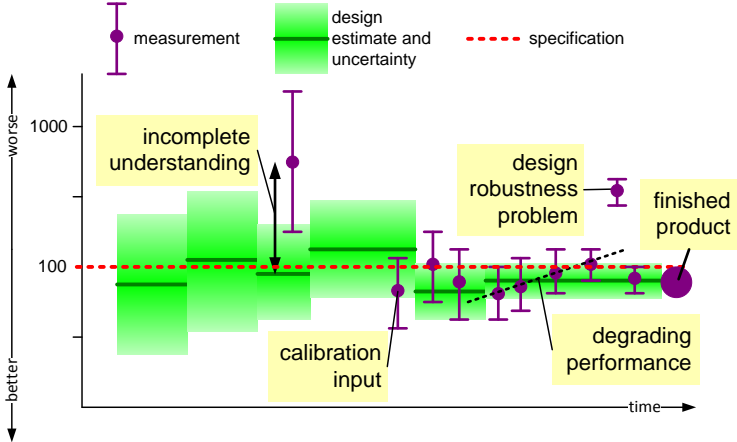 measurement
design
estimate and
uncertainty
specification
worse
better
1000
100
incomplete
understanding
design
robustness
problem
finished
product
calibration
input
degrading
performance
time